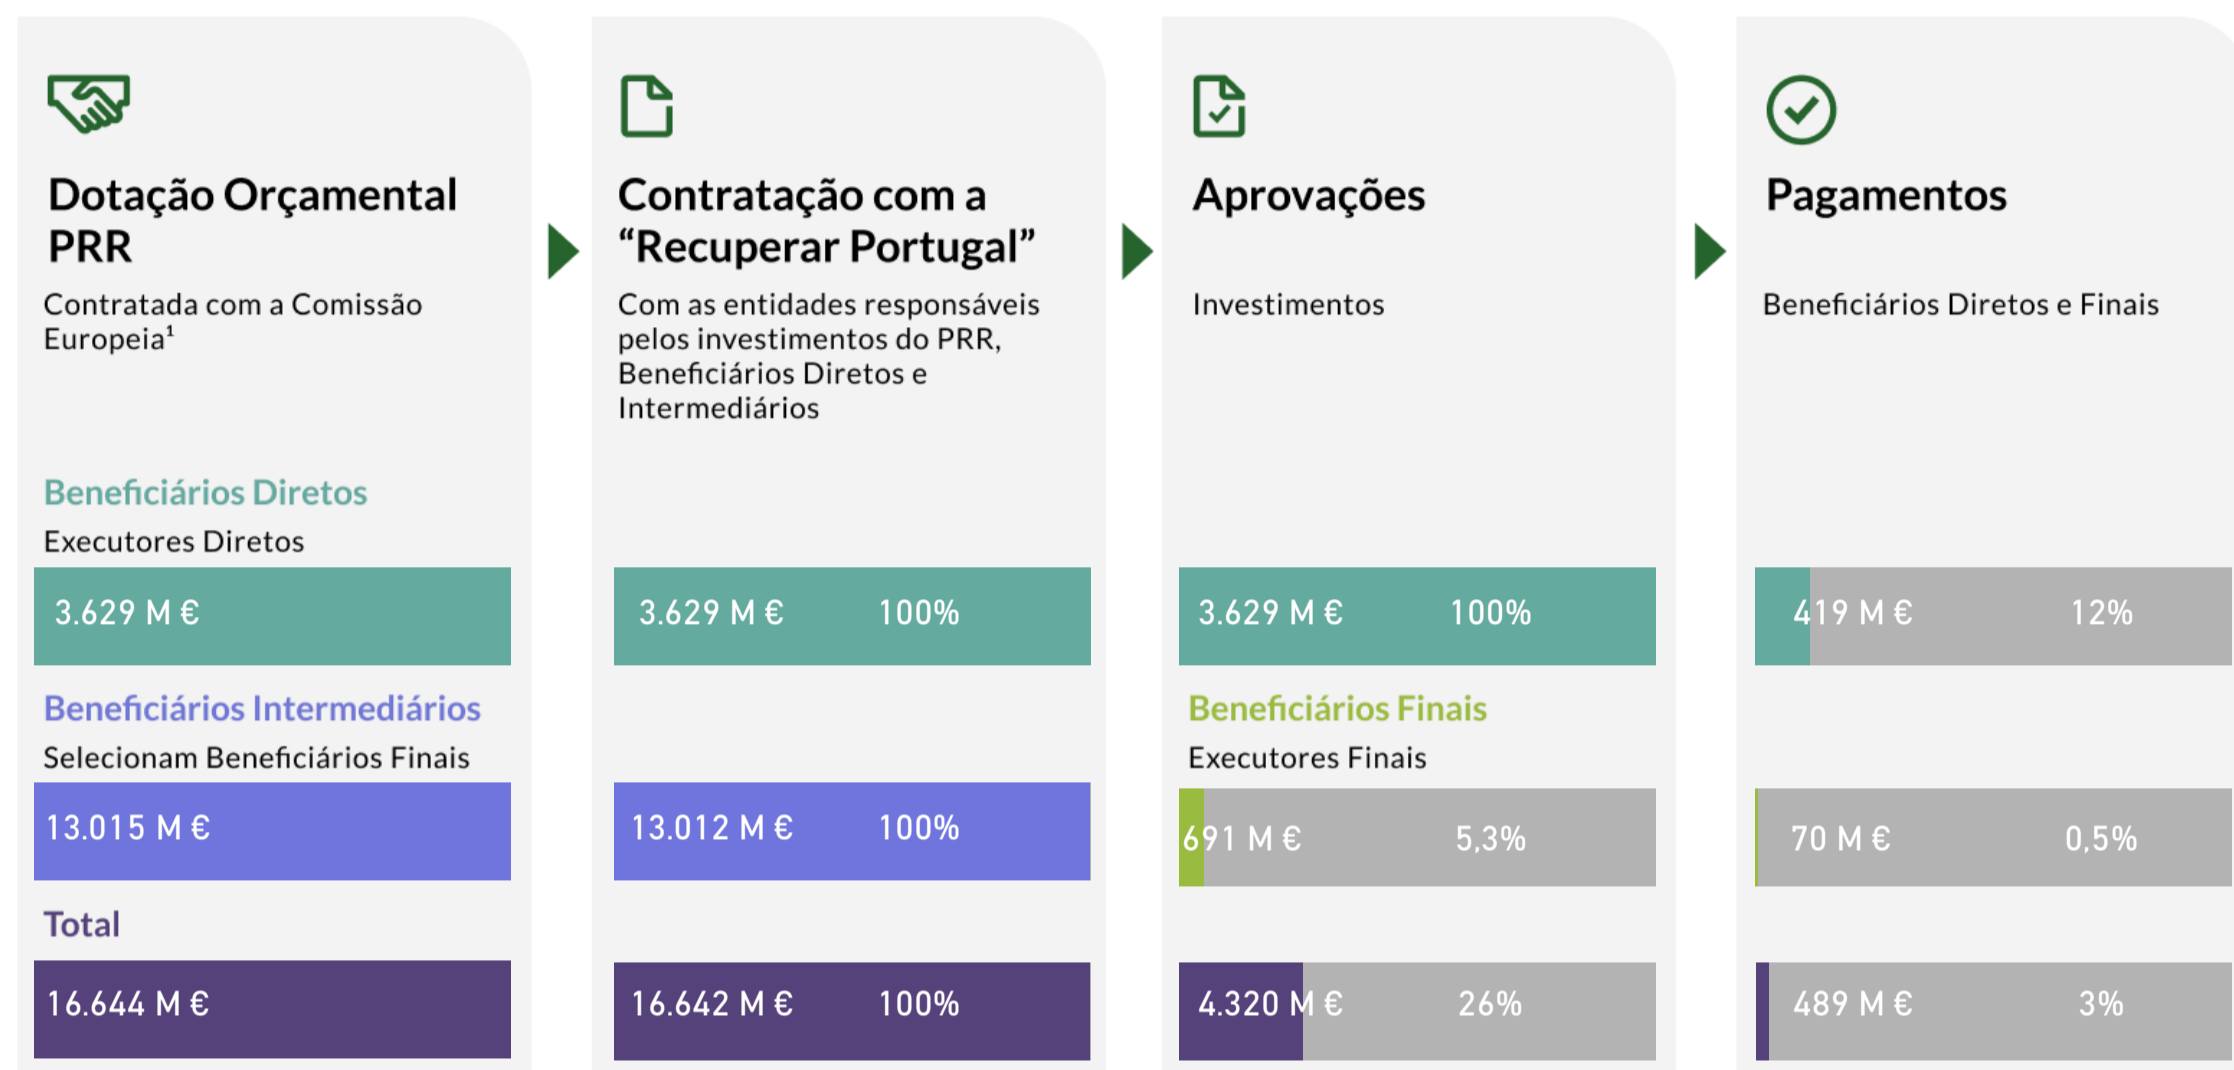 Dotação Orçamental
PRR
Contratada com a Comissão
Europeia¹
Beneficiários Diretos
Executores Diretos
3.629 M €
Beneficiários Intermediários
Selecionam Beneficiários Finais
13.015 M €
Total
16.644 M €
Contratação com a
“Recuperar Portugal”
Com as entidades responsáveis
pelos investimentos do PRR,
Beneficiários Diretos e
Intermediários
3.629 M € 100%
13.012 M € 100%
16.642 M € 100%
Aprovações
Investimentos
3.629 M € 100%
Beneficiários Finais
Executores Finais
691 M € 5,3%
4.320 M € 26%
Pagamentos
Beneficiários Diretos e Finais
419 M € 12%
70 M € 0,5%
489 M € 3%